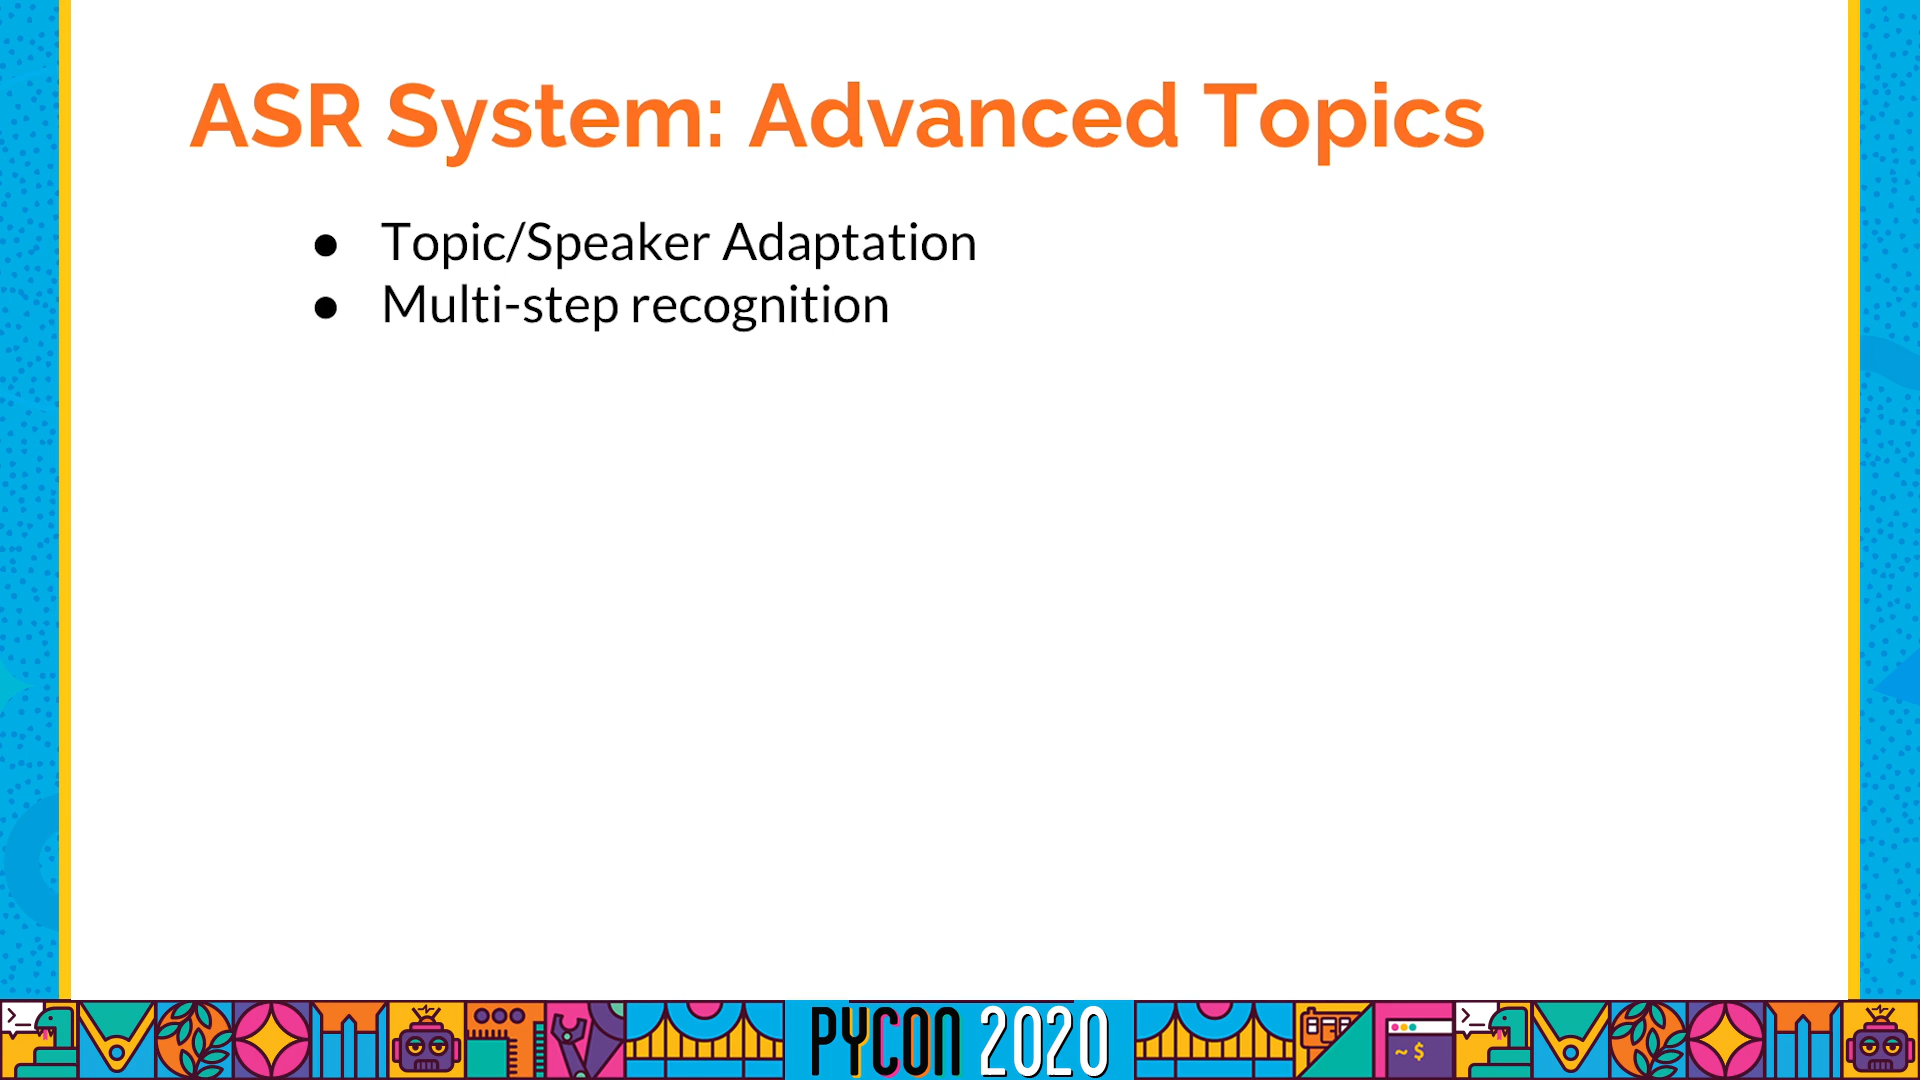 ASR System: Advanced Topics
● Topic/Speaker Adaptation
● Multi-step recognition
~ $
PYCON 2020